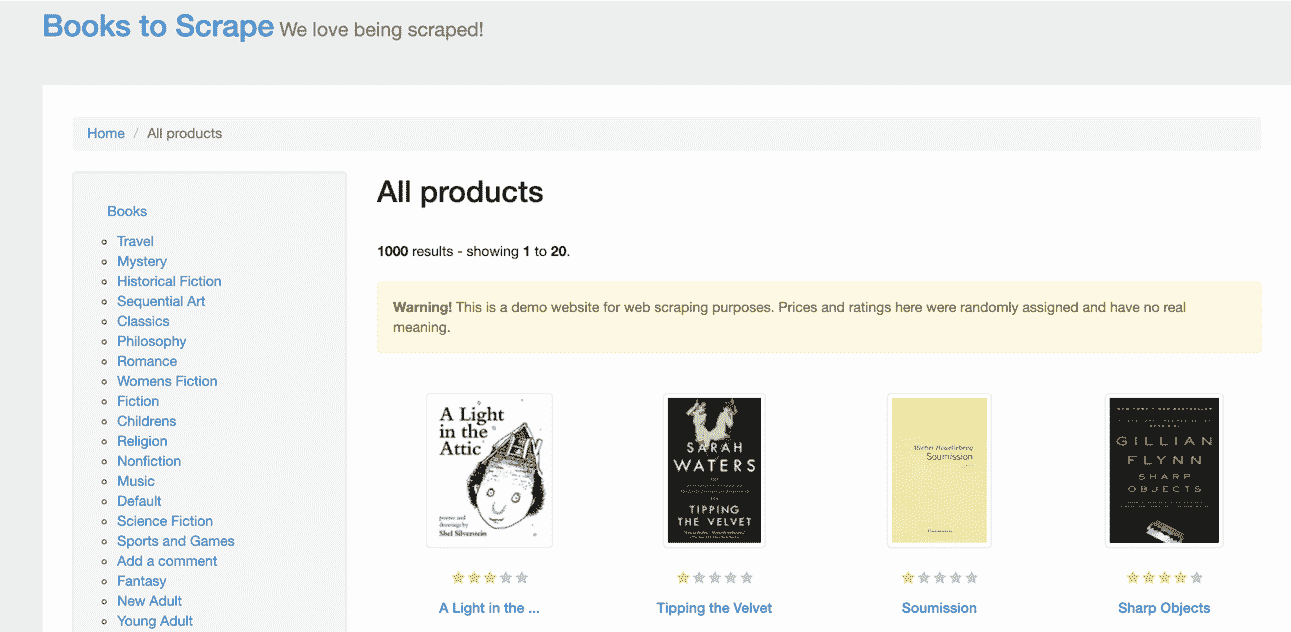 Books to Scrape We love being scraped!
Home / All products
Books
Travel
Mystery
Historical Fiction
Sequential Art
Classics
Philosophy
Romance
Womens Fiction
Fiction
Childrens
Religion
Nonfiction
Music
Default
Science Fiction
Sports and Games
Add a comment
Fantasy
New Adult
Young Adult
All products
1000 results - showing 1 to 20.
Warning! This is a demo website for web scraping purposes. Prices and ratings here were randomly assigned and have no real
meaning.
A Light
in the
Attic
poems and
drawings by
Shel Silverstein
A Light in the ...
SARAH
WATERS
TIPPING
THE VELVET
Tipping the Velvet
Michel Houellebecq
Soumission
Soumission
GILLIAN
FLYNN
SHARP
OBJECTS
Sharp Objects